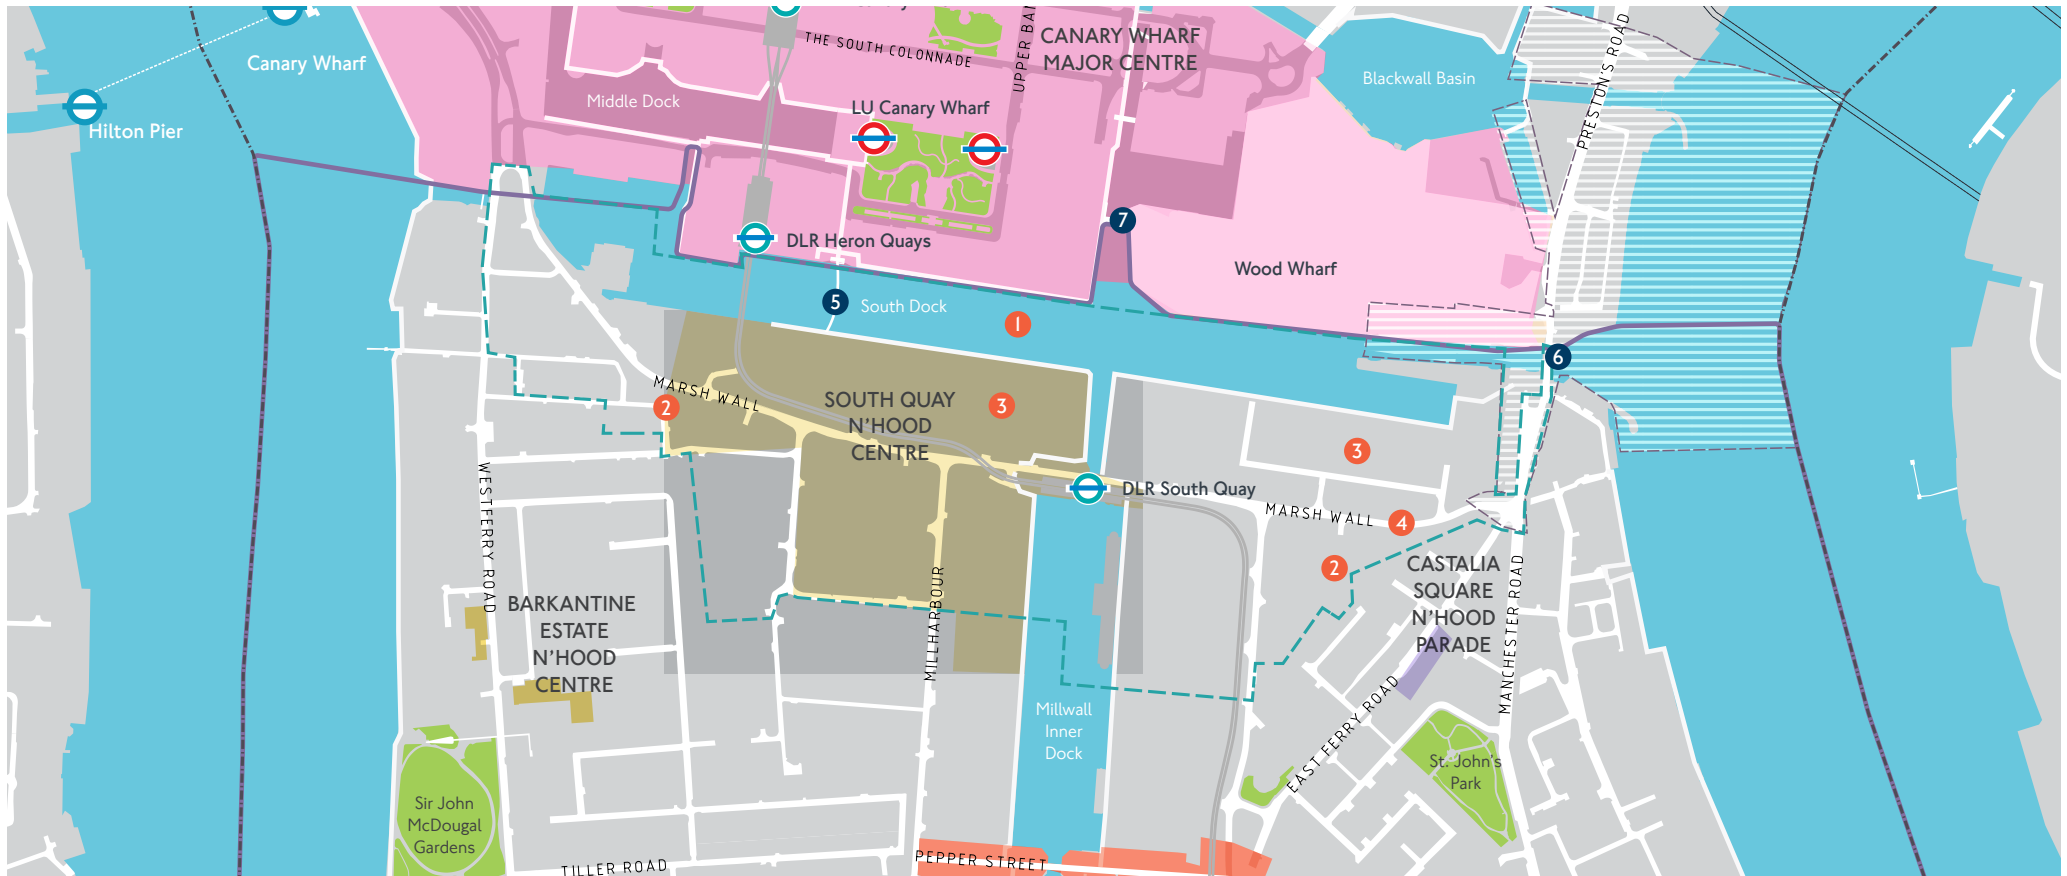 Canary Wharf
Hilton Pier
THE SOUTH COLONNADE
CANARY WHARF
MAJOR CENTRE
PRESTON'S ROAD
Blackwall Basin
Middle Dock
LU Canary Wharf
7
DLR Heron Quays
Wood Wharf
5
South Dock
1
6
MARSH WALL
2
SOUTH QUAY
N'HOOD
CENTRE
3
3
DLR South Quay
MARSH WALL
4
2
WESTFERRY ROAD
BARKANTINE
ESTATE
N'HOOD
CENTRE
MILLHARBOUR
CASTALIA
SQUARE
N'HOOD
PARADE
MANCHESTER ROAD
EAST FERRY ROAD
Millwall
Inner
Dock
St. John's
Park
Sir John
McDougal
Gardens
TILLER ROAD
PEPPER STREET